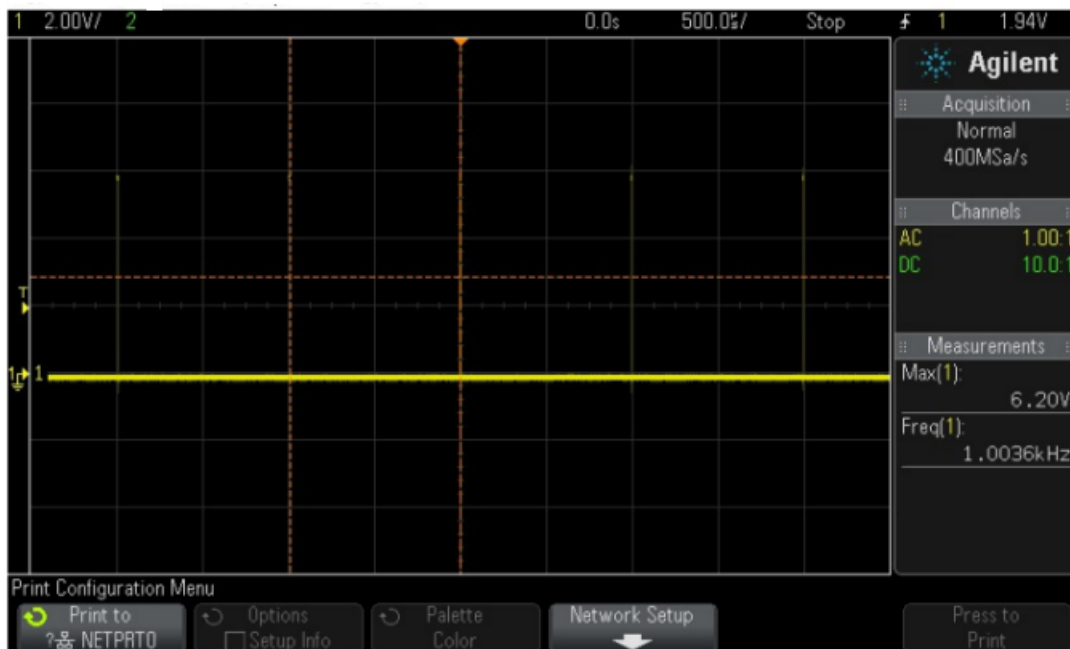 1 2.00V/ 2 0.0s 500.0㎲/ Stop 1 1.94V
Agilent
Acquisition
Normal
400MSa/s
Channels
AC 1.00:1
DC 10.0:1
T
1 1
Measurements
Max(1):
6.20V
Freq(1):
1.0036kHz
Print Configuration Menu
Print to
? NETPRT0
Options
Setup Info
Palette
Color
Network Setup
Press to
Print